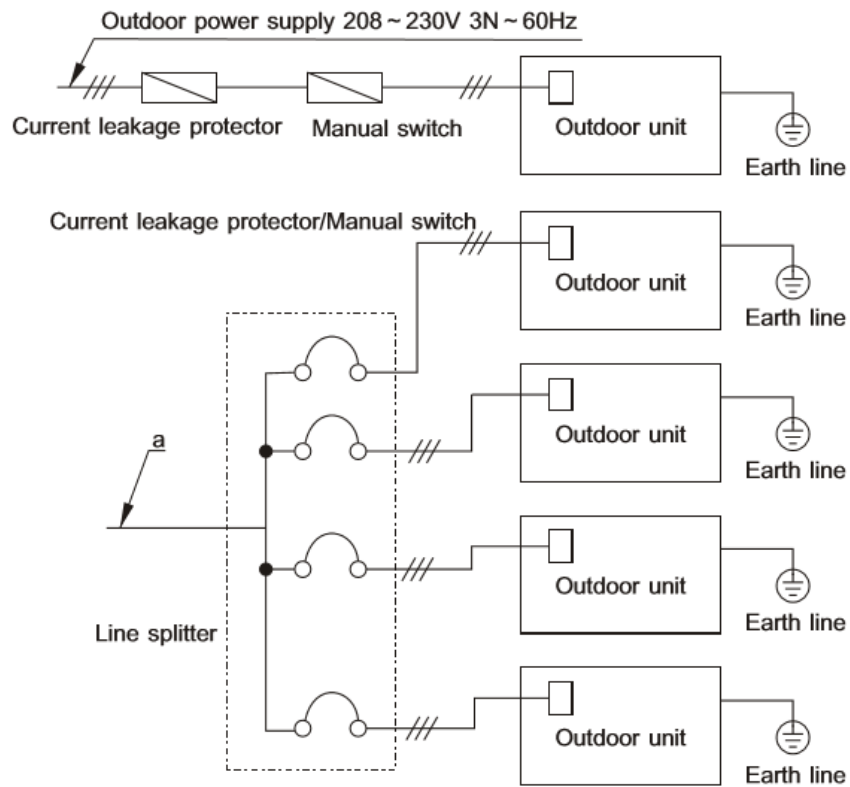 Outdoor power supply 208~230V 3N~60Hz
Current leakage protector
Manual switch
Outdoor unit
Earth line
Current leakage protector/Manual switch
Outdoor unit
Earth line
Outdoor unit
Earth line
a
Outdoor unit
Earth line
Line splitter
Outdoor unit
Earth line